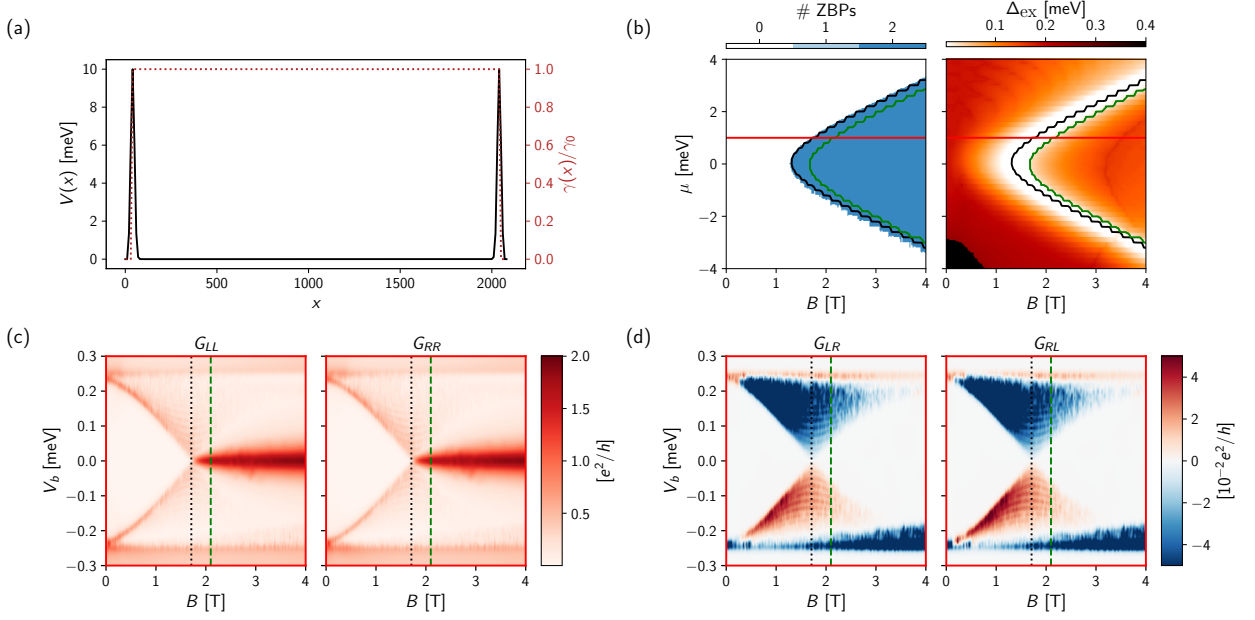 (a)
10
8
6
4
2
0
V(x) [meV]
1.0
0.8
0.6
0.4
0.2
0.0
γ(x)/γ0
0 500 1000 1500 2000
x
(b)
# ZBPs
0 1 2
Δex [meV]
0.1 0.2 0.3 0.4
4
2
0
−2
−4
μ [meV]
0 1 2 3 4
B [T]
0 1 2 3 4
B [T]
(c)
GLL
GRR
0.3
0.2
0.1
0.0
−0.1
−0.2
−0.3
Vb [meV]
0 2 4
B [T]
0 2 4
B [T]
2.0
1.5
1.0
0.5
[e²/h]
(d)
GLR
GRL
0.3
0.2
0.1
0.0
−0.1
−0.2
−0.3
Vb [meV]
0 1 2 3 4
B [T]
0 1 2 3 4
B [T]
4
2
0
−2
−4
[10⁻²e²/h]